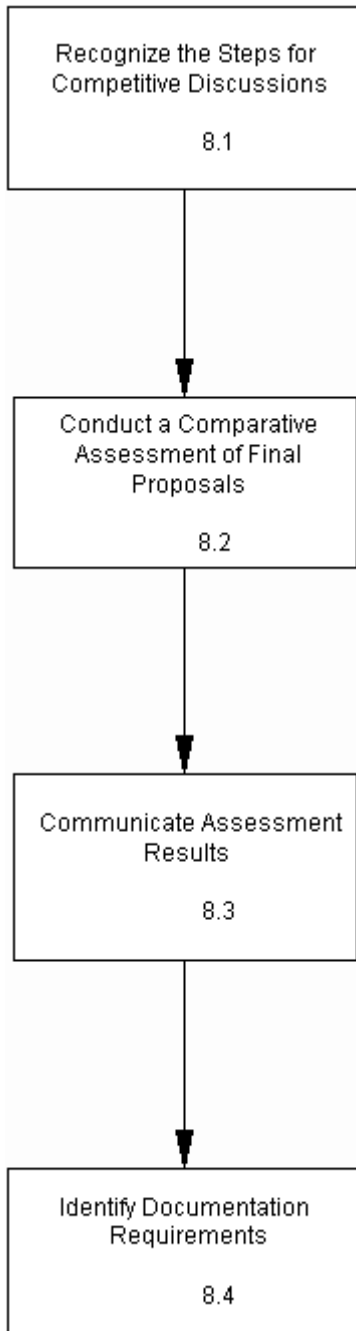 Recognize the Steps for
Competitive Discussions
8.1
Conduct a Comparative
Assessment of Final
Proposals
8.2
Communicate Assessment
Results
8.3
Identify Documentation
Requirements
8.4